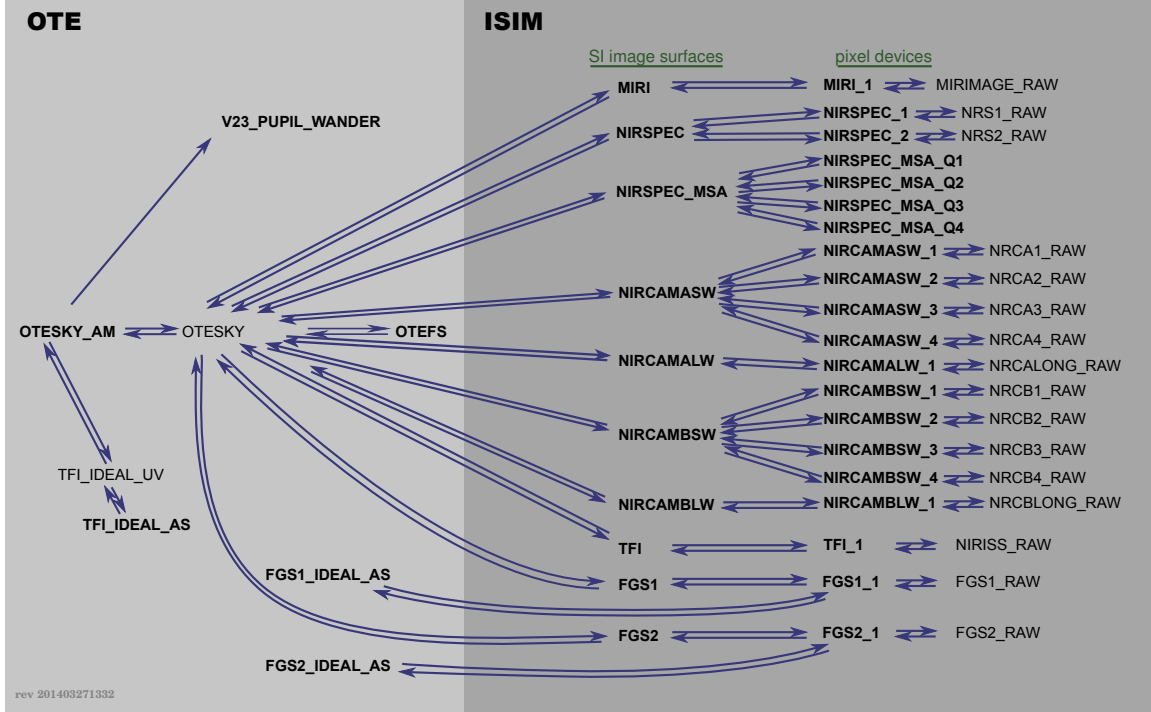 OTE
ISIM
SI image surfaces
pixel devices
MIRI
MIRI_1
MIRIMAGE_RAW
V23_PUPIL_WANDER
NIRSPEC
NIRSPEC_1
NRS1_RAW
NIRSPEC_2
NRS2_RAW
NIRSPEC_MSA
NIRSPEC_MSA_Q1
NIRSPEC_MSA_Q2
NIRSPEC_MSA_Q3
NIRSPEC_MSA_Q4
NIRCAMASW
NIRCAMASW_1
NRCA1_RAW
NIRCAMASW_2
NRCA2_RAW
NIRCAMASW_3
NRCA3_RAW
NIRCAMASW_4
NRCA4_RAW
OTESKY_AM
OTESKY
OTEFS
NIRCAMALW
NIRCAMALW_1
NRCALONG_RAW
NIRCAMBSW
NIRCAMBSW_1
NRCB1_RAW
NIRCAMBSW_2
NRCB2_RAW
NIRCAMBSW_3
NRCB3_RAW
NIRCAMBSW_4
NRCB4_RAW
TFI_IDEAL_UV
NIRCAMBLW
NIRCAMBLW_1
NRCBLONG_RAW
TFI_IDEAL_AS
TFI
TFI_1
NIRISS_RAW
FGS1_IDEAL_AS
FGS1
FGS1_1
FGS1_RAW
FGS2
FGS2_1
FGS2_RAW
FGS2_IDEAL_AS
rev 201403271332